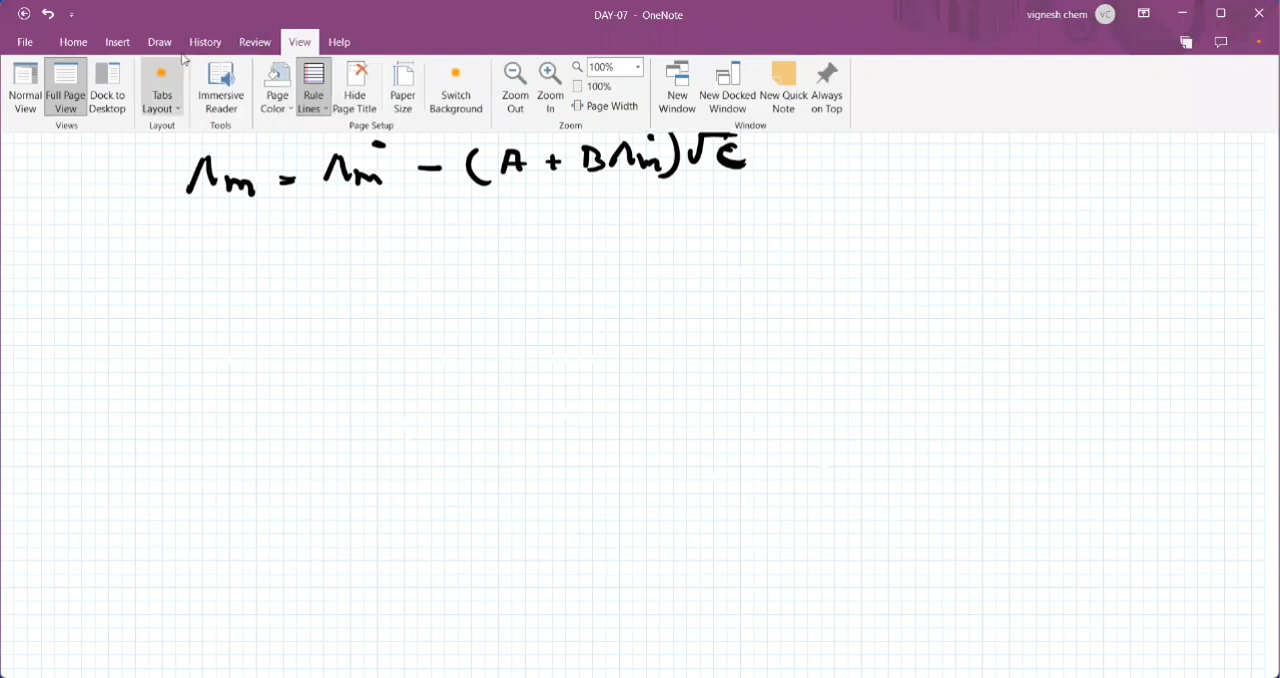 DAY-07 - OneNote
vignesh chem VC
File Home Insert Draw History Review View Help
Normal View Full Page View Dock to Desktop Tabs Layout Immersive Reader Page Color Rule Lines Hide Page Title Paper Size Switch Background Zoom Out Zoom In 100% 100% Page Width New Window New Docked Window New Quick Note Always on Top
Views Layout Tools Page Setup Zoom Window
Λm = Λm° - (A + BΛm°)√c